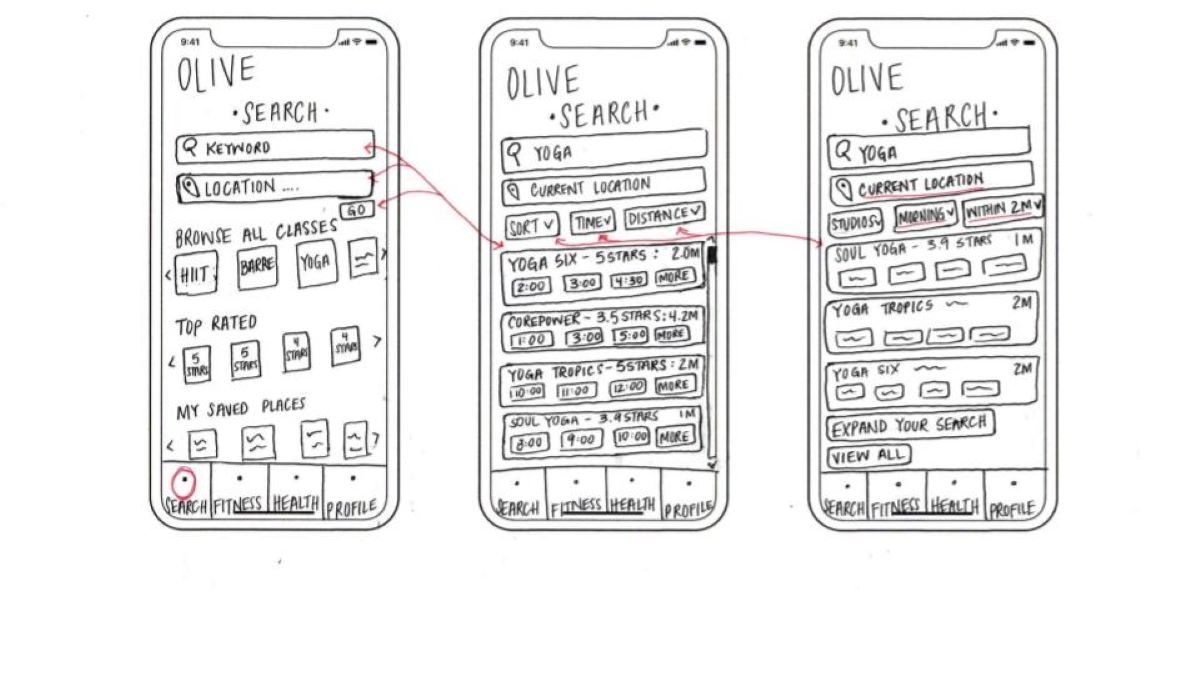 9:41
OLIVE
• SEARCH •
KEYWORD
LOCATION ....
GO
BROWSE ALL CLASSES
HIIT BARRE YOGA
TOP RATED
5 STARS 5 STARS 4 STARS 4 STARS
MY SAVED PLACES
SEARCH FITNESS HEALTH PROFILE
9:41
OLIVE
• SEARCH •
YOGA
CURRENT LOCATION
SORT TIME DISTANCE
YOGA SIX - 5 STARS : 2.0M
2:00 3:00 4:30 MORE
COREPOWER - 3.5 STARS : 4.2M
1:00 3:00 5:00 MORE
YOGA TROPICS - 5 STARS : 2M
10:00 11:00 12:00 MORE
SOUL YOGA - 3.9 STARS 1M
8:00 9:00 10:00 MORE
SEARCH FITNESS HEALTH PROFILE
9:41
OLIVE
• SEARCH •
YOGA
CURRENT LOCATION
STUDIOS MORNING WITHIN 2M
SOUL YOGA - 3.9 STARS 1M
YOGA TROPICS 2M
YOGA SIX 2M
EXPAND YOUR SEARCH
VIEW ALL
SEARCH FITNESS HEALTH PROFILE